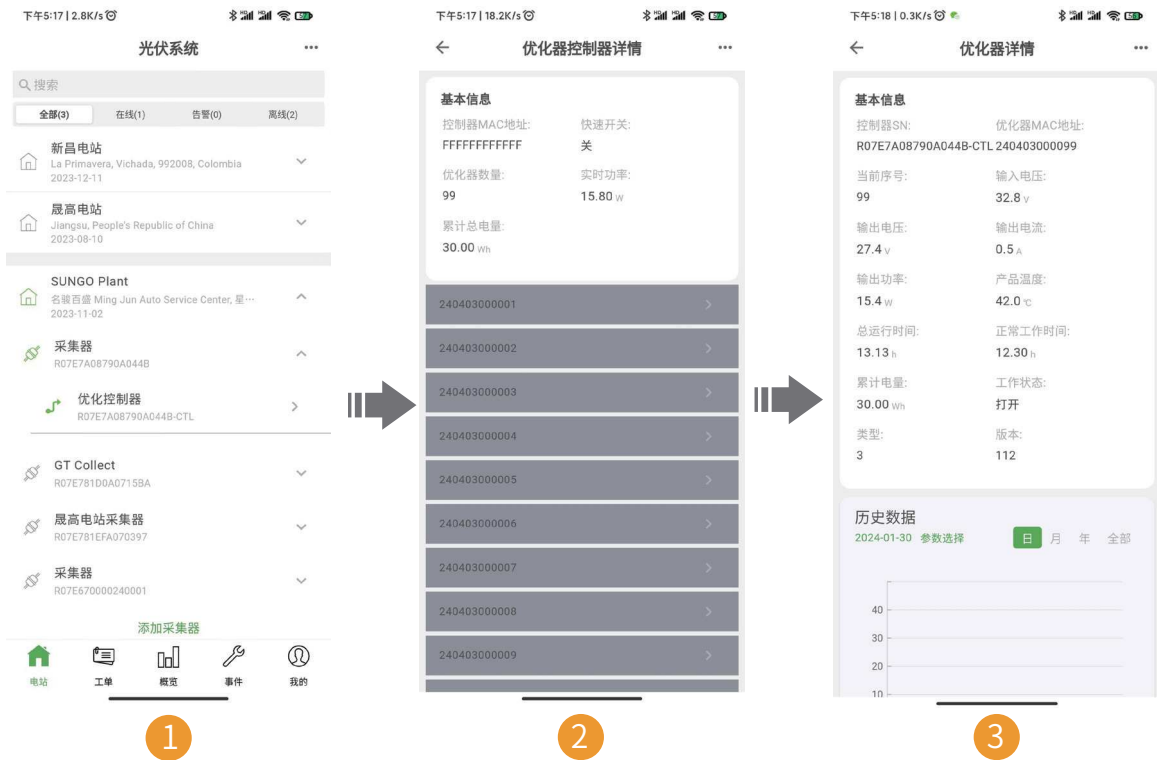 下午5:17 | 2.8K/s
光伏系统
搜索
全部(3) 在线(1) 告警(0) 离线(2)
新昌电站
La Primavera, Vichada, 992008, Colombia
2023-12-11
晟高电站
Jiangsu, People's Republic of China
2023-08-10
SUNGO Plant
名骏百盛 Ming Jun Auto Service Center, 星…
2023-11-02
采集器
R07E7A08790A044B
优化控制器
R07E7A08790A044B-CTL
GT Collect
R07E781D0A0715BA
晟高电站采集器
R07E781EFA070397
采集器
R07E670000240001
添加采集器
电站 工单 概览 事件 我的
1
下午5:17 | 18.2K/s
优化器控制器详情
基本信息
控制器MAC地址: 快速开关:
FFFFFFFFFFFF 关
优化器数量: 实时功率:
99 15.80 W
累计总电量:
30.00 Wh
240403000001
240403000002
240403000003
240403000004
240403000005
240403000006
240403000007
240403000008
240403000009
2
下午5:18 | 0.3K/s
优化器详情
基本信息
控制器SN: 优化器MAC地址:
R07E7A08790A044B-CTL 240403000099
当前序号: 输入电压:
99 32.8 V
输出电压: 输出电流:
27.4 V 0.5 A
输出功率: 产品温度:
15.4 W 42.0 ℃
总运行时间: 正常工作时间:
13.13 h 12.30 h
累计电量: 工作状态:
30.00 Wh 打开
类型: 版本:
3 112
历史数据
2024-01-30 参数选择 日 月 年 全部
40
30
20
10
3